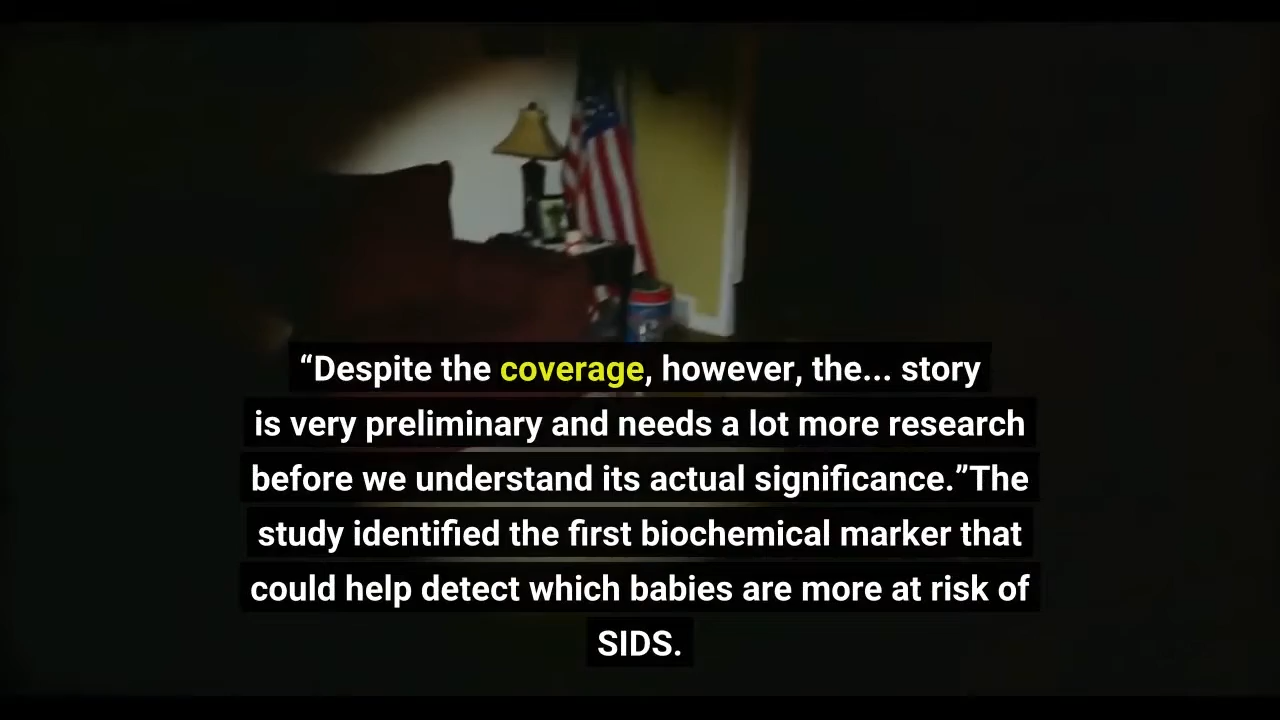 “Despite the coverage, however, the... story
is very preliminary and needs a lot more research
before we understand its actual significance.”The
study identified the first biochemical marker that
could help detect which babies are more at risk of
SIDS.